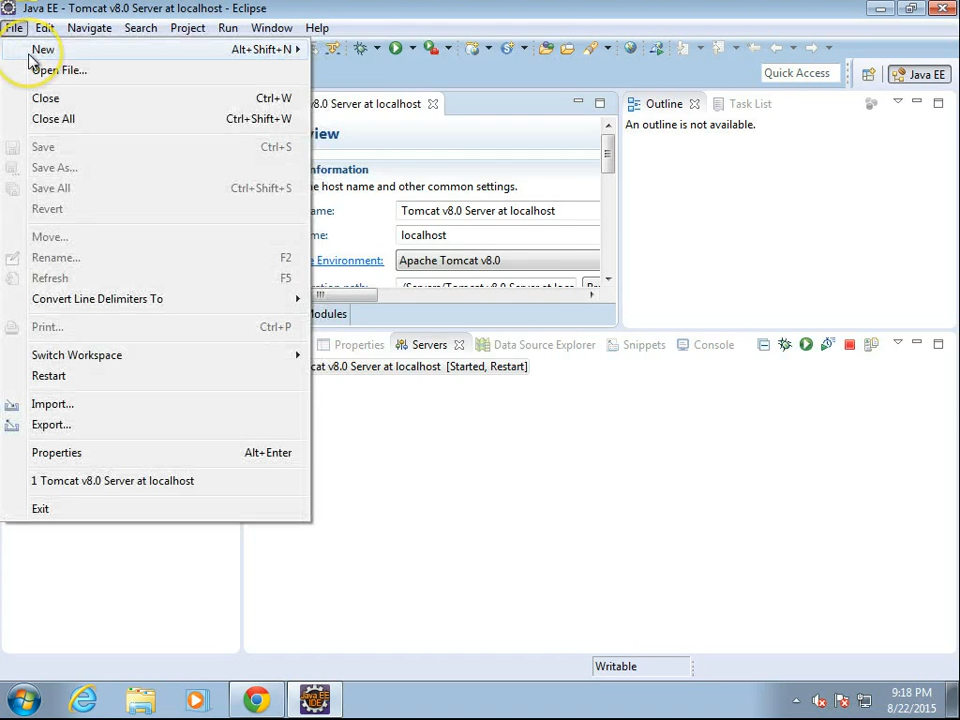 Java EE - Tomcat v8.0 Server at localhost - Eclipse
File Edit Navigate Search Project Run Window Help
New Alt+Shift+N
Open File...
Close Ctrl+W
Close All Ctrl+Shift+W
Save Ctrl+S
Save As...
Save All Ctrl+Shift+S
Revert
Move...
Rename... F2
Refresh F5
Convert Line Delimiters To
Print... Ctrl+P
Switch Workspace
Restart
Import...
Export...
Properties Alt+Enter
1 Tomcat v8.0 Server at localhost
Exit
Quick Access Java EE
v8.0 Server at localhost
view
nformation
he host name and other common settings.
ame: Tomcat v8.0 Server at localhost
me: localhost
e Environment: Apache Tomcat v8.0
Modules
Outline Task List
An outline is not available.
Properties Servers Data Source Explorer Snippets Console
cat v8.0 Server at localhost [Started, Restart]
Writable
9:18 PM
8/22/2015